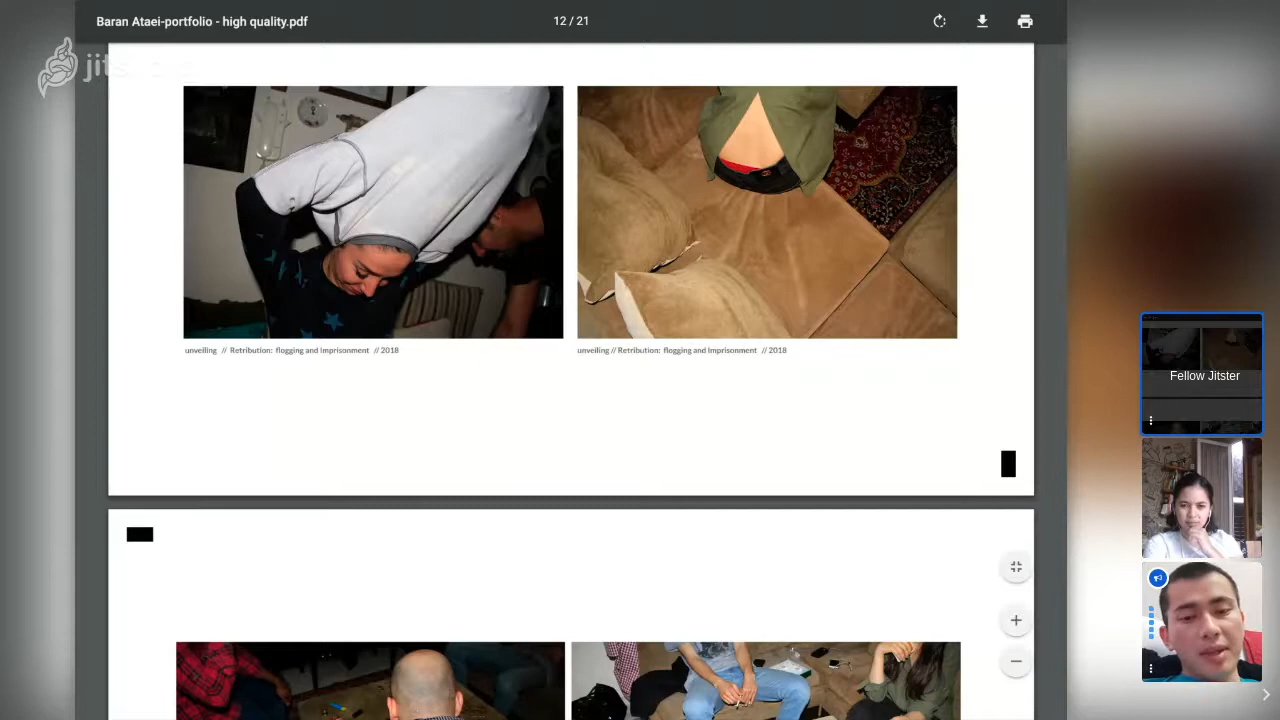 Baran Ataei-portfolio - high quality.pdf
12 / 21
unveiling // Retribution: flogging and Imprisonment // 2018
unveiling // Retribution: flogging and Imprisonment // 2018
Fellow Jitster